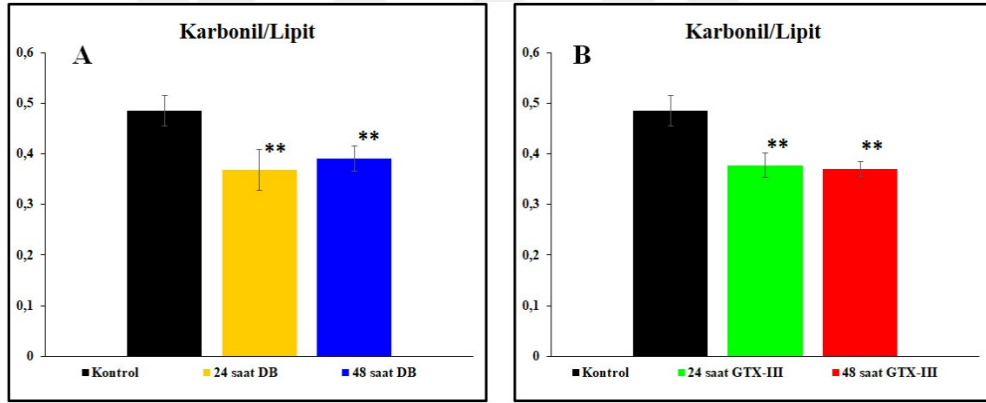 Karbonil/Lipit
A
0,6
0,5
0,4
0,3
0,2
0,1
0
**
**
Kontrol
24 saat DB
48 saat DB
Karbonil/Lipit
B
0,6
0,5
0,4
0,3
0,2
0,1
0
**
**
Kontrol
24 saat GTX-III
48 saat GTX-III